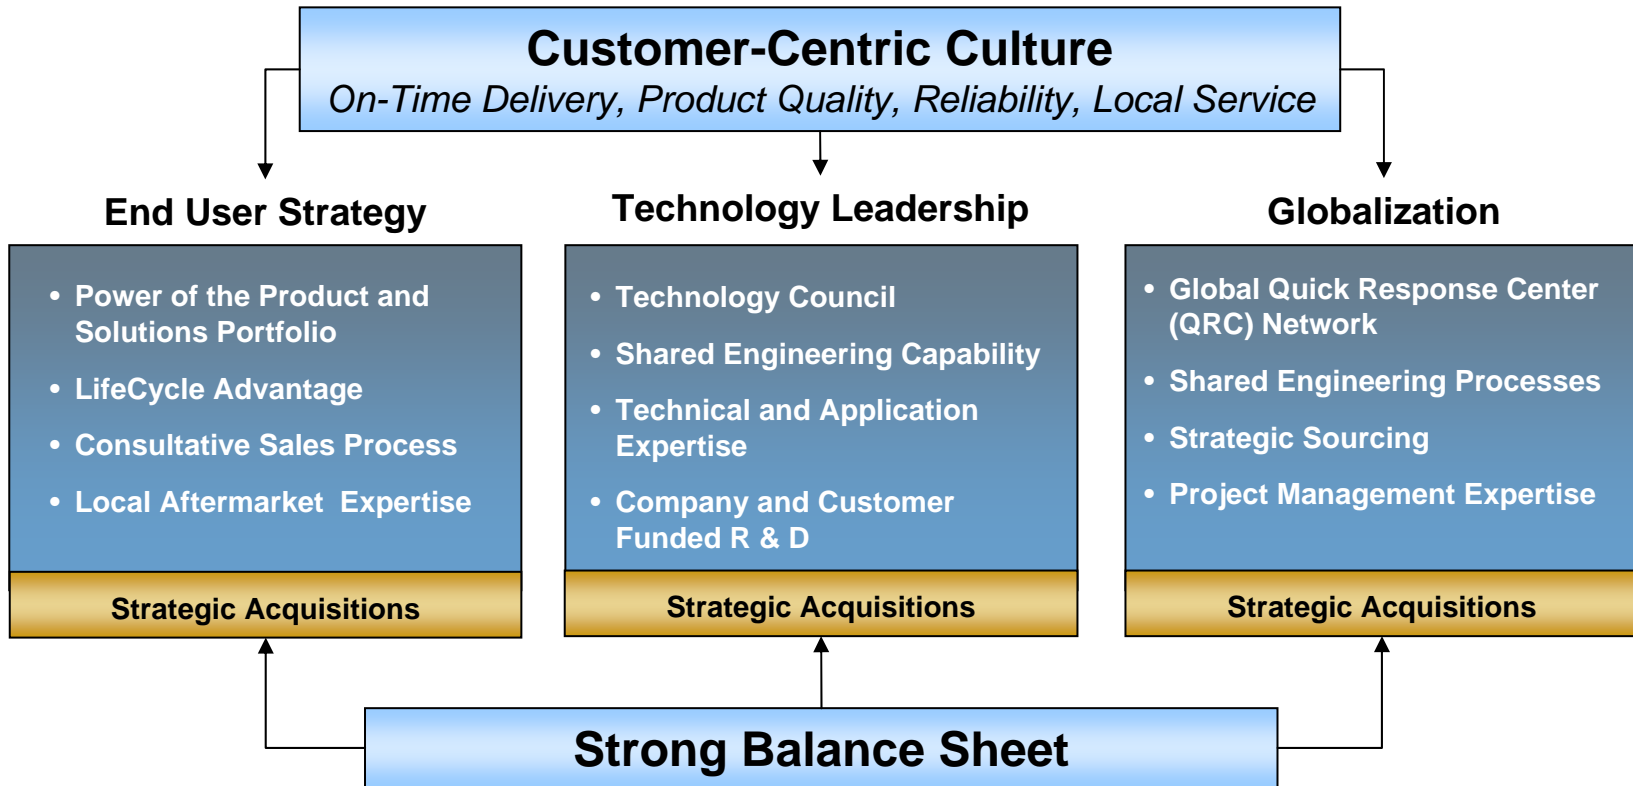 Customer-Centric Culture
On-Time Delivery, Product Quality, Reliability, Local Service
End User Strategy
• Power of the Product and
Solutions Portfolio
• LifeCycle Advantage
• Consultative Sales Process
• Local Aftermarket  Expertise
Strategic Acquisitions
Technology Leadership
• Technology Council
• Shared Engineering Capability
• Technical and Application
Expertise
• Company and Customer
Funded R & D
Strategic Acquisitions
Globalization
• Global Quick Response Center
(QRC) Network
• Shared Engineering Processes
• Strategic Sourcing
• Project Management Expertise
Strategic Acquisitions
Strong Balance Sheet